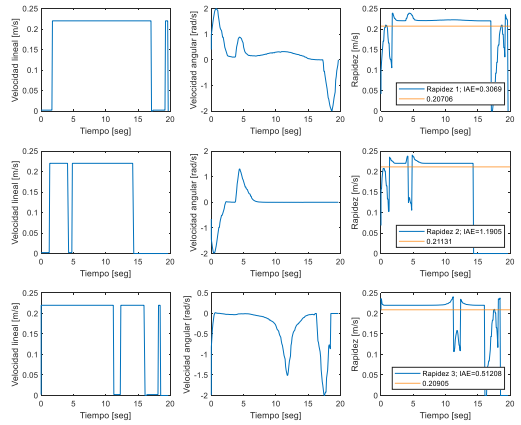 0.25
0.2
0.15
0.1
0.05
0
Velocidad lineal [m/s]
0 5 10 15 20
Tiempo [seg]
2
1
0
-1
-2
Velocidad angular [rad/s]
0 5 10 15 20
Tiempo [seg]
0.25
0.2
0.15
0.1
0.05
0
Rapidez [m/s]
Rapidez 1; IAE=0.3069
0.20706
0 5 10 15 20
Tiempo [seg]
0.25
0.2
0.15
0.1
0.05
0
Velocidad lineal [m/s]
0 5 10 15 20
Tiempo [seg]
2
1
0
-1
-2
Velocidad angular [rad/s]
0 5 10 15 20
Tiempo [seg]
0.25
0.2
0.15
0.1
0.05
0
Rapidez [m/s]
Rapidez 2; IAE=1.1905
0.21131
0 5 10 15 20
Tiempo [seg]
0.25
0.2
0.15
0.1
0.05
0
Velocidad lineal [m/s]
0 5 10 15 20
Tiempo [seg]
0.5
0
-0.5
-1
-1.5
-2
Velocidad angular [rad/s]
0 5 10 15 20
Tiempo [seg]
0.25
0.2
0.15
0.1
0.05
0
Rapidez [m/s]
Rapidez 3; IAE=0.51208
0.20905
0 5 10 15 20
Tiempo [seg]